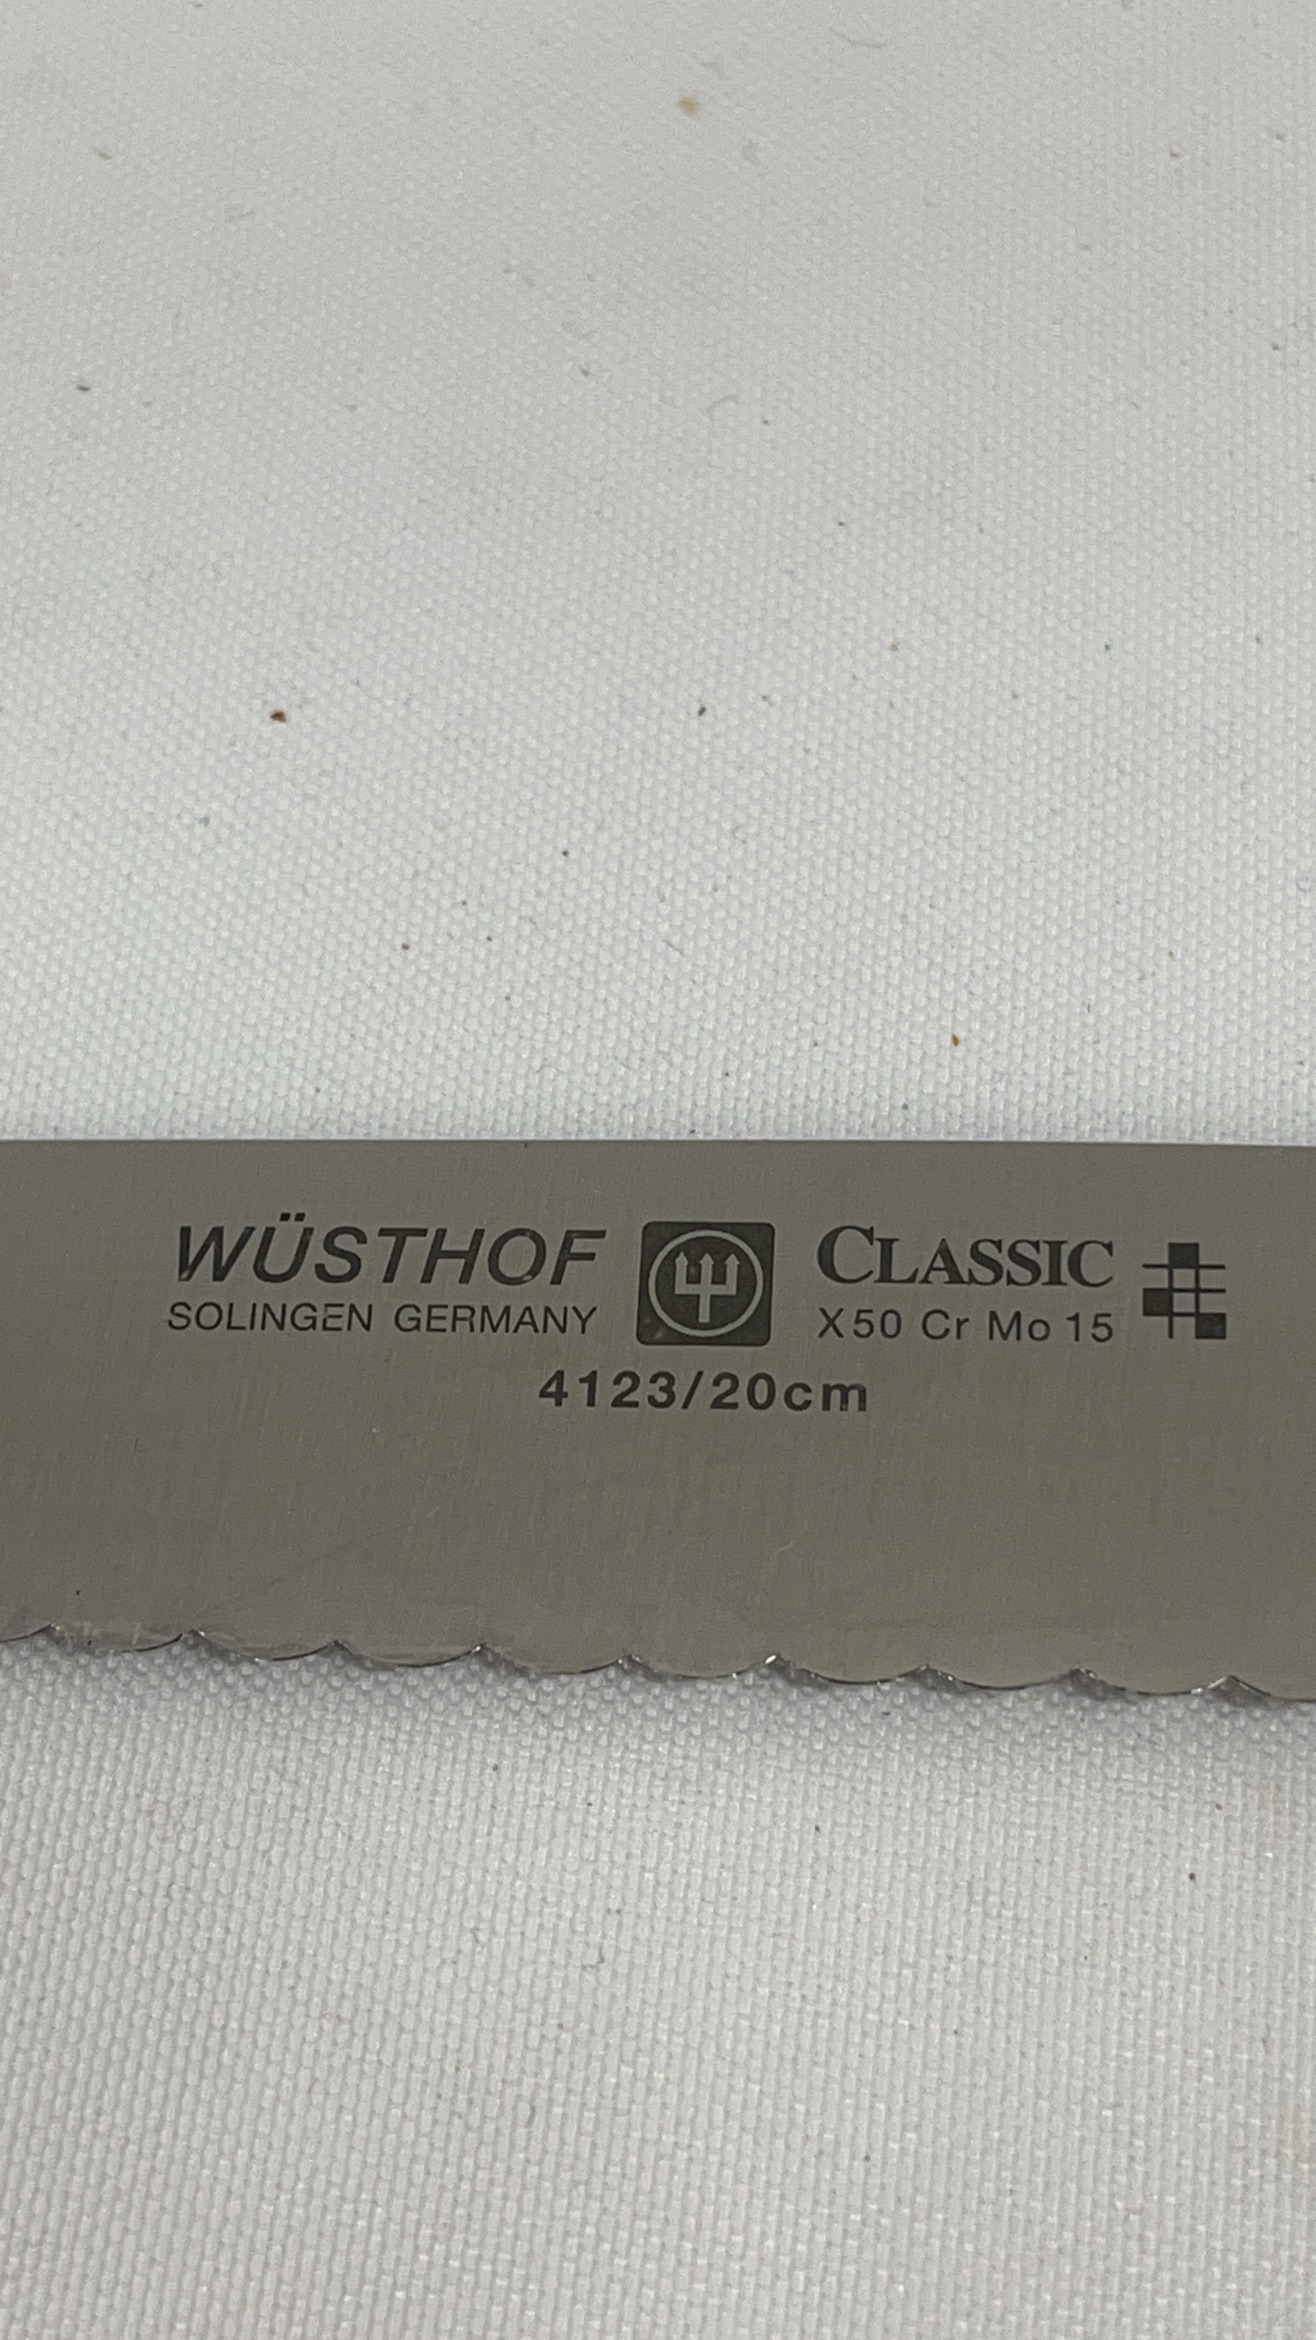 WÜSTHOF
SOLINGEN GERMANY
CLASSIC
X50 Cr Mo 15
4123/20cm